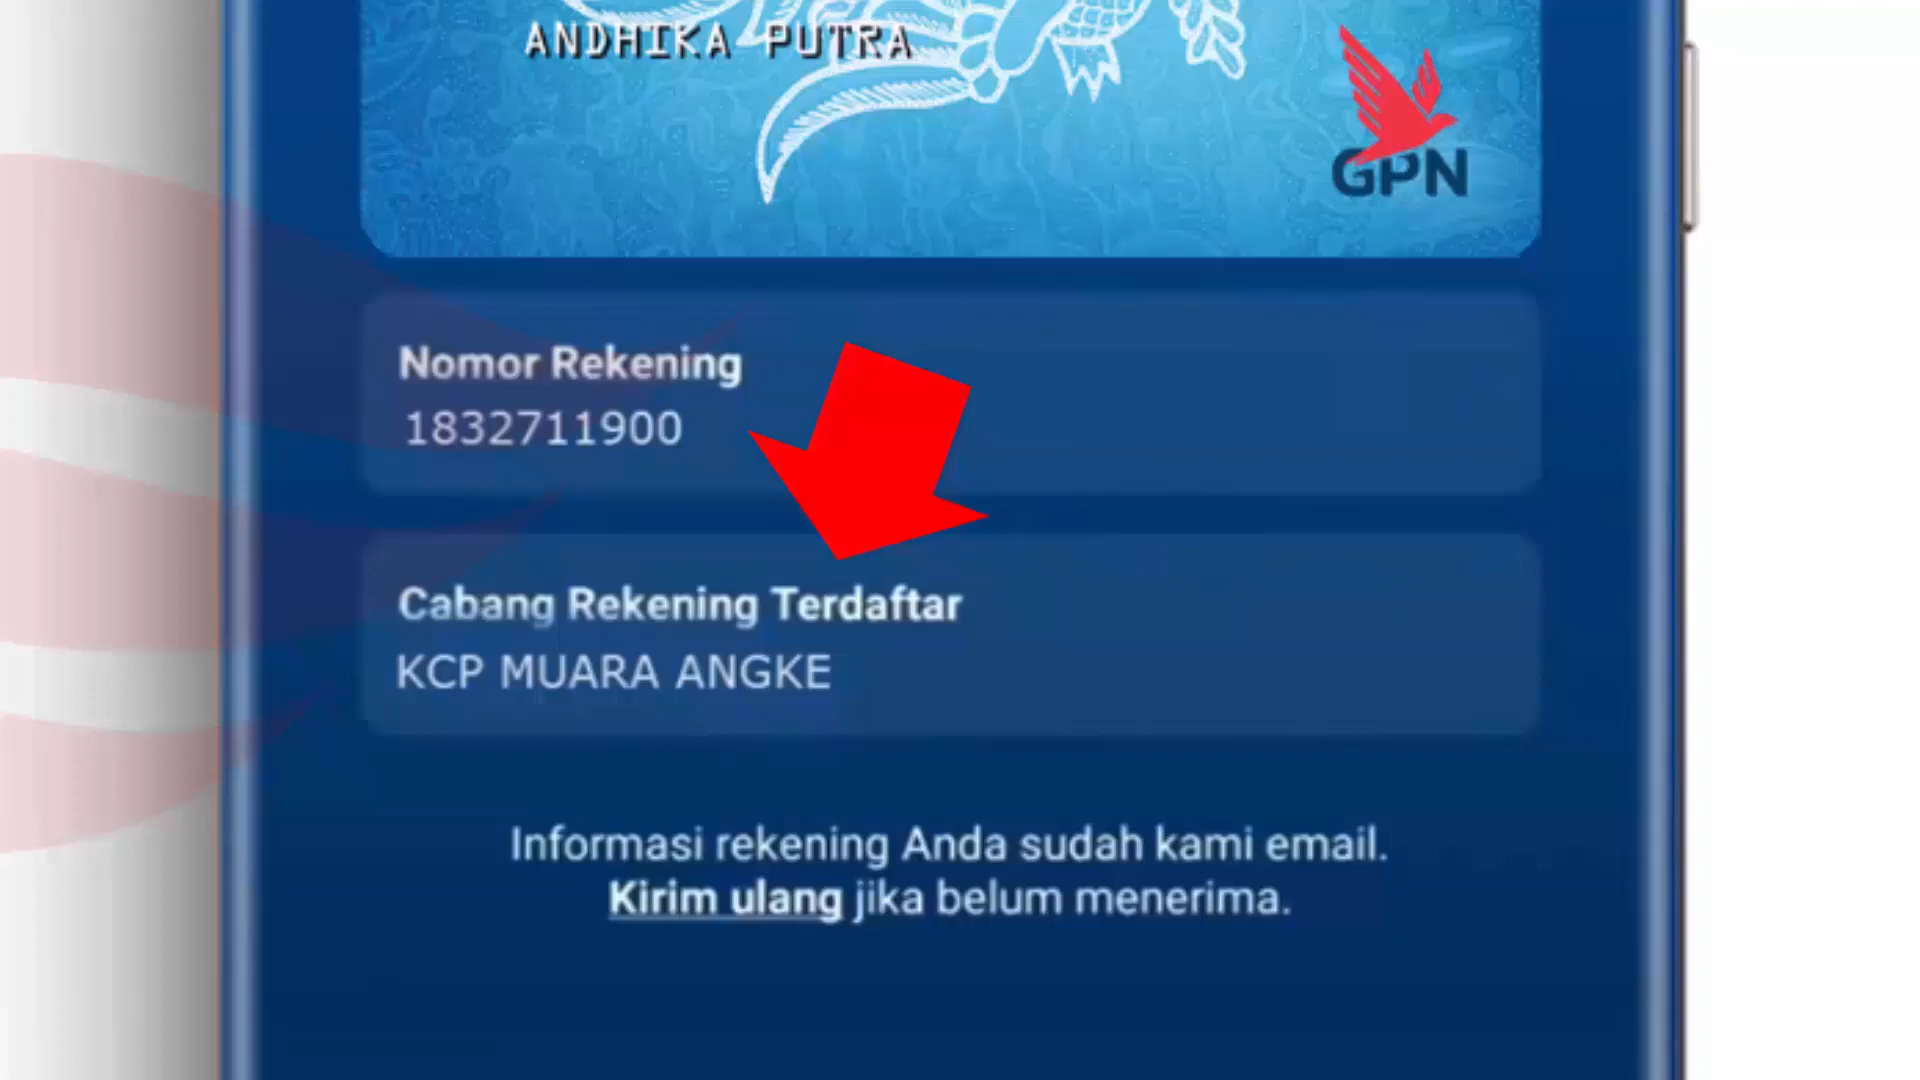 ANDHIKA PUTRA
GPN
Nomor Rekening
1832711900
Cabang Rekening Terdaftar
KCP MUARA ANGKE
Informasi rekening Anda sudah kami email.
Kirim ulang jika belum menerima.